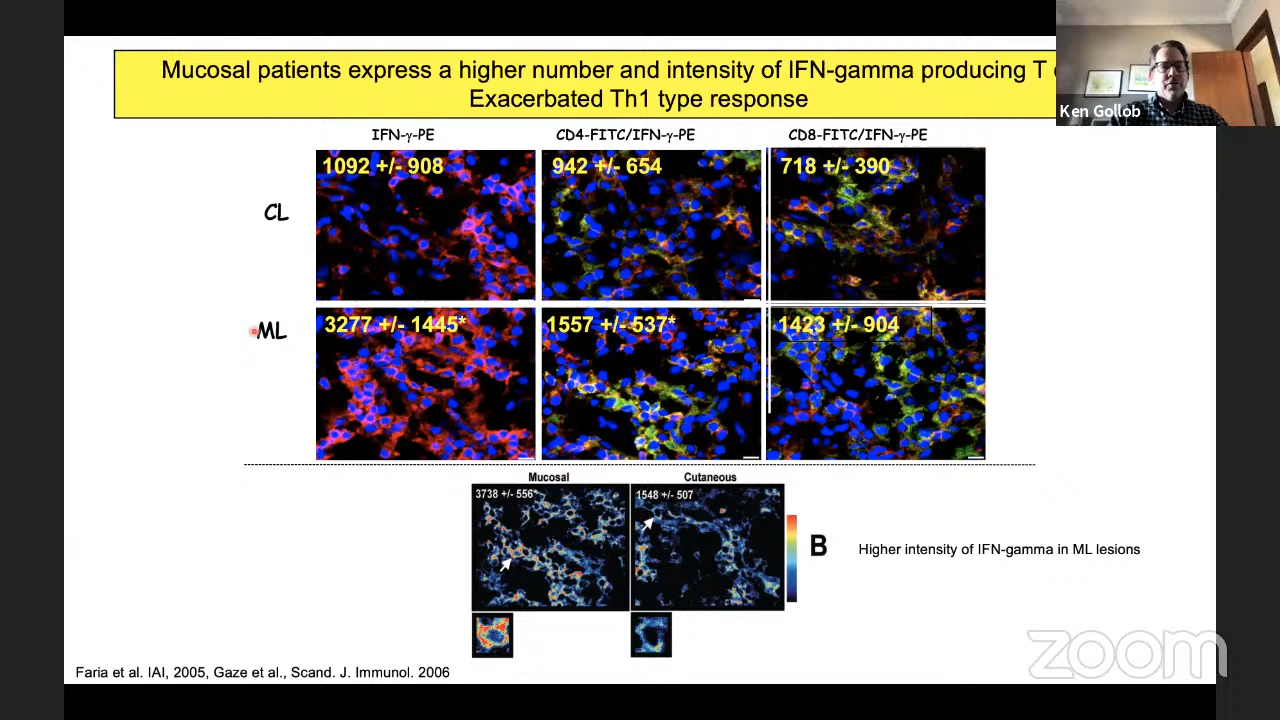 Mucosal patients express a higher number and intensity of IFN-gamma producing T
Exacerbated Th1 type response
Ken Gollob
IFN-γ-PE
CD4-FITC/IFN-γ-PE
CD8-FITC/IFN-γ-PE
CL
1092 +/- 908
942 +/- 654
718 +/- 390
ML
3277 +/- 1445*
1557 +/- 537*
1423 +/- 904
Mucosal
Cutaneous
3738 +/- 556*
1548 +/- 507
B
Higher intensity of IFN-gamma in ML lesions
zoom
Faria et al. IAI, 2005, Gaze et al., Scand. J. Immunol. 2006